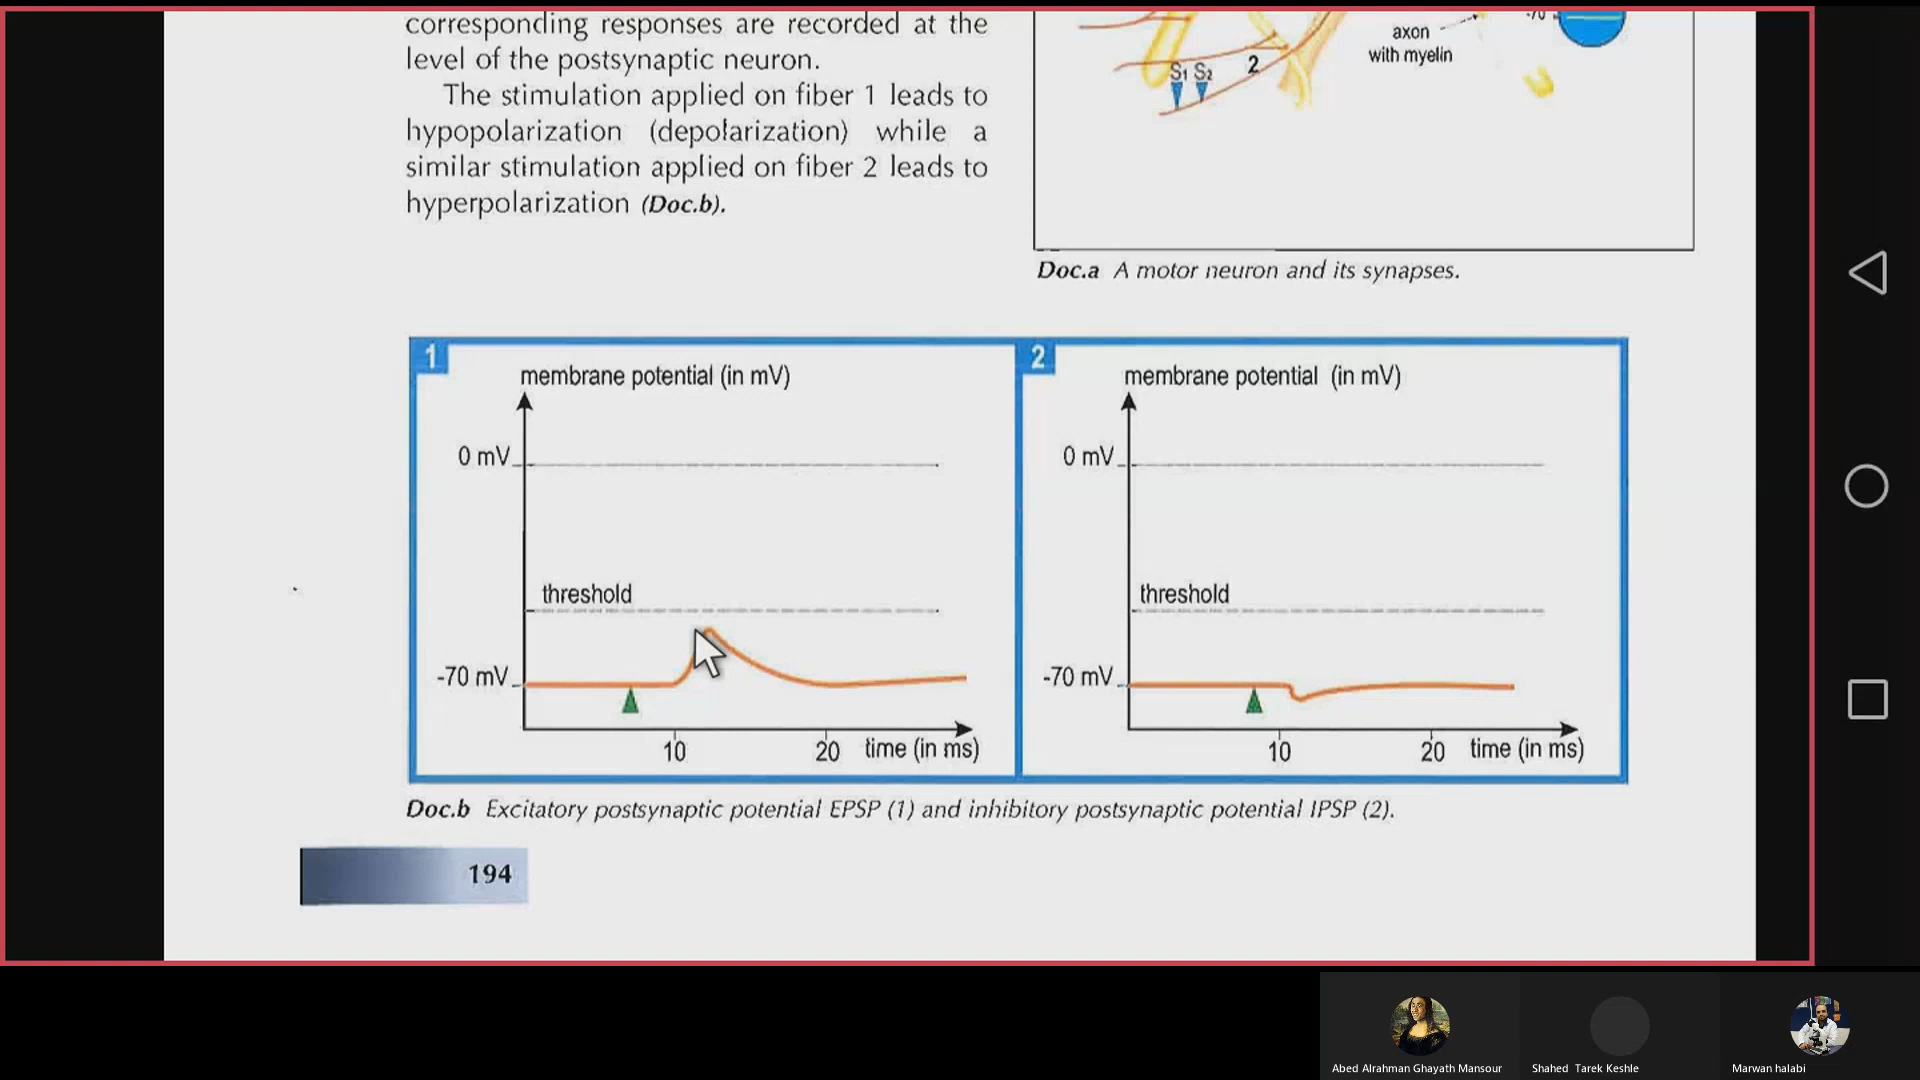 corresponding responses are recorded at the
level of the postsynaptic neuron.
The stimulation applied on fiber 1 leads to
hypopolarization (depolarization) while a
similar stimulation applied on fiber 2 leads to
hyperpolarization (Doc.b).
-70
axon
with myelin
S1 S2
2
Doc.a A motor neuron and its synapses.
1
membrane potential (in mV)
0 mV
threshold
-70 mV
10
20
time (in ms)
2
membrane potential (in mV)
0 mV
threshold
-70 mV
10
20
time (in ms)
Doc.b Excitatory postsynaptic potential EPSP (1) and inhibitory postsynaptic potential IPSP (2).
194
Abed Alrahman Ghayath Mansour
Shahed Tarek Keshle
Marwan halabi